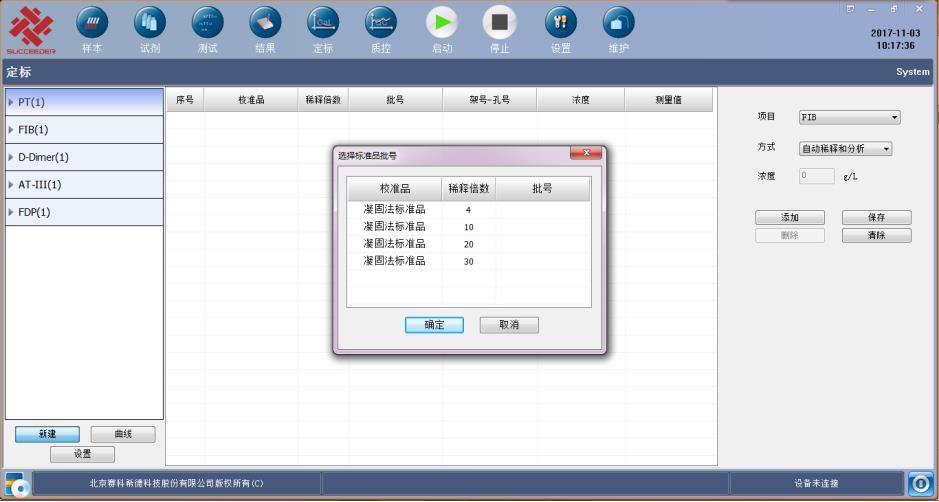 SUCCEEDER
样本 试剂 测试 结果 定标 质控 启动 停止 设置 维护
2017-11-03
10:17:36
定标 System
PT(1)
FIB(1)
D-Dimer(1)
AT-III(1)
FDP(1)
新建 曲线
设置
序号 校准品 稀释倍数 批号 架号-孔号 浓度 测量值
选择标准品批号
校准品 稀释倍数 批号
凝固法标准品 4
凝固法标准品 10
凝固法标准品 20
凝固法标准品 30
确定 取消
项目 FIB
方式 自动稀释和分析
浓度 0 g/L
添加 保存
删除 清除
北京赛科希德科技股份有限公司版权所有(C) 设备未连接